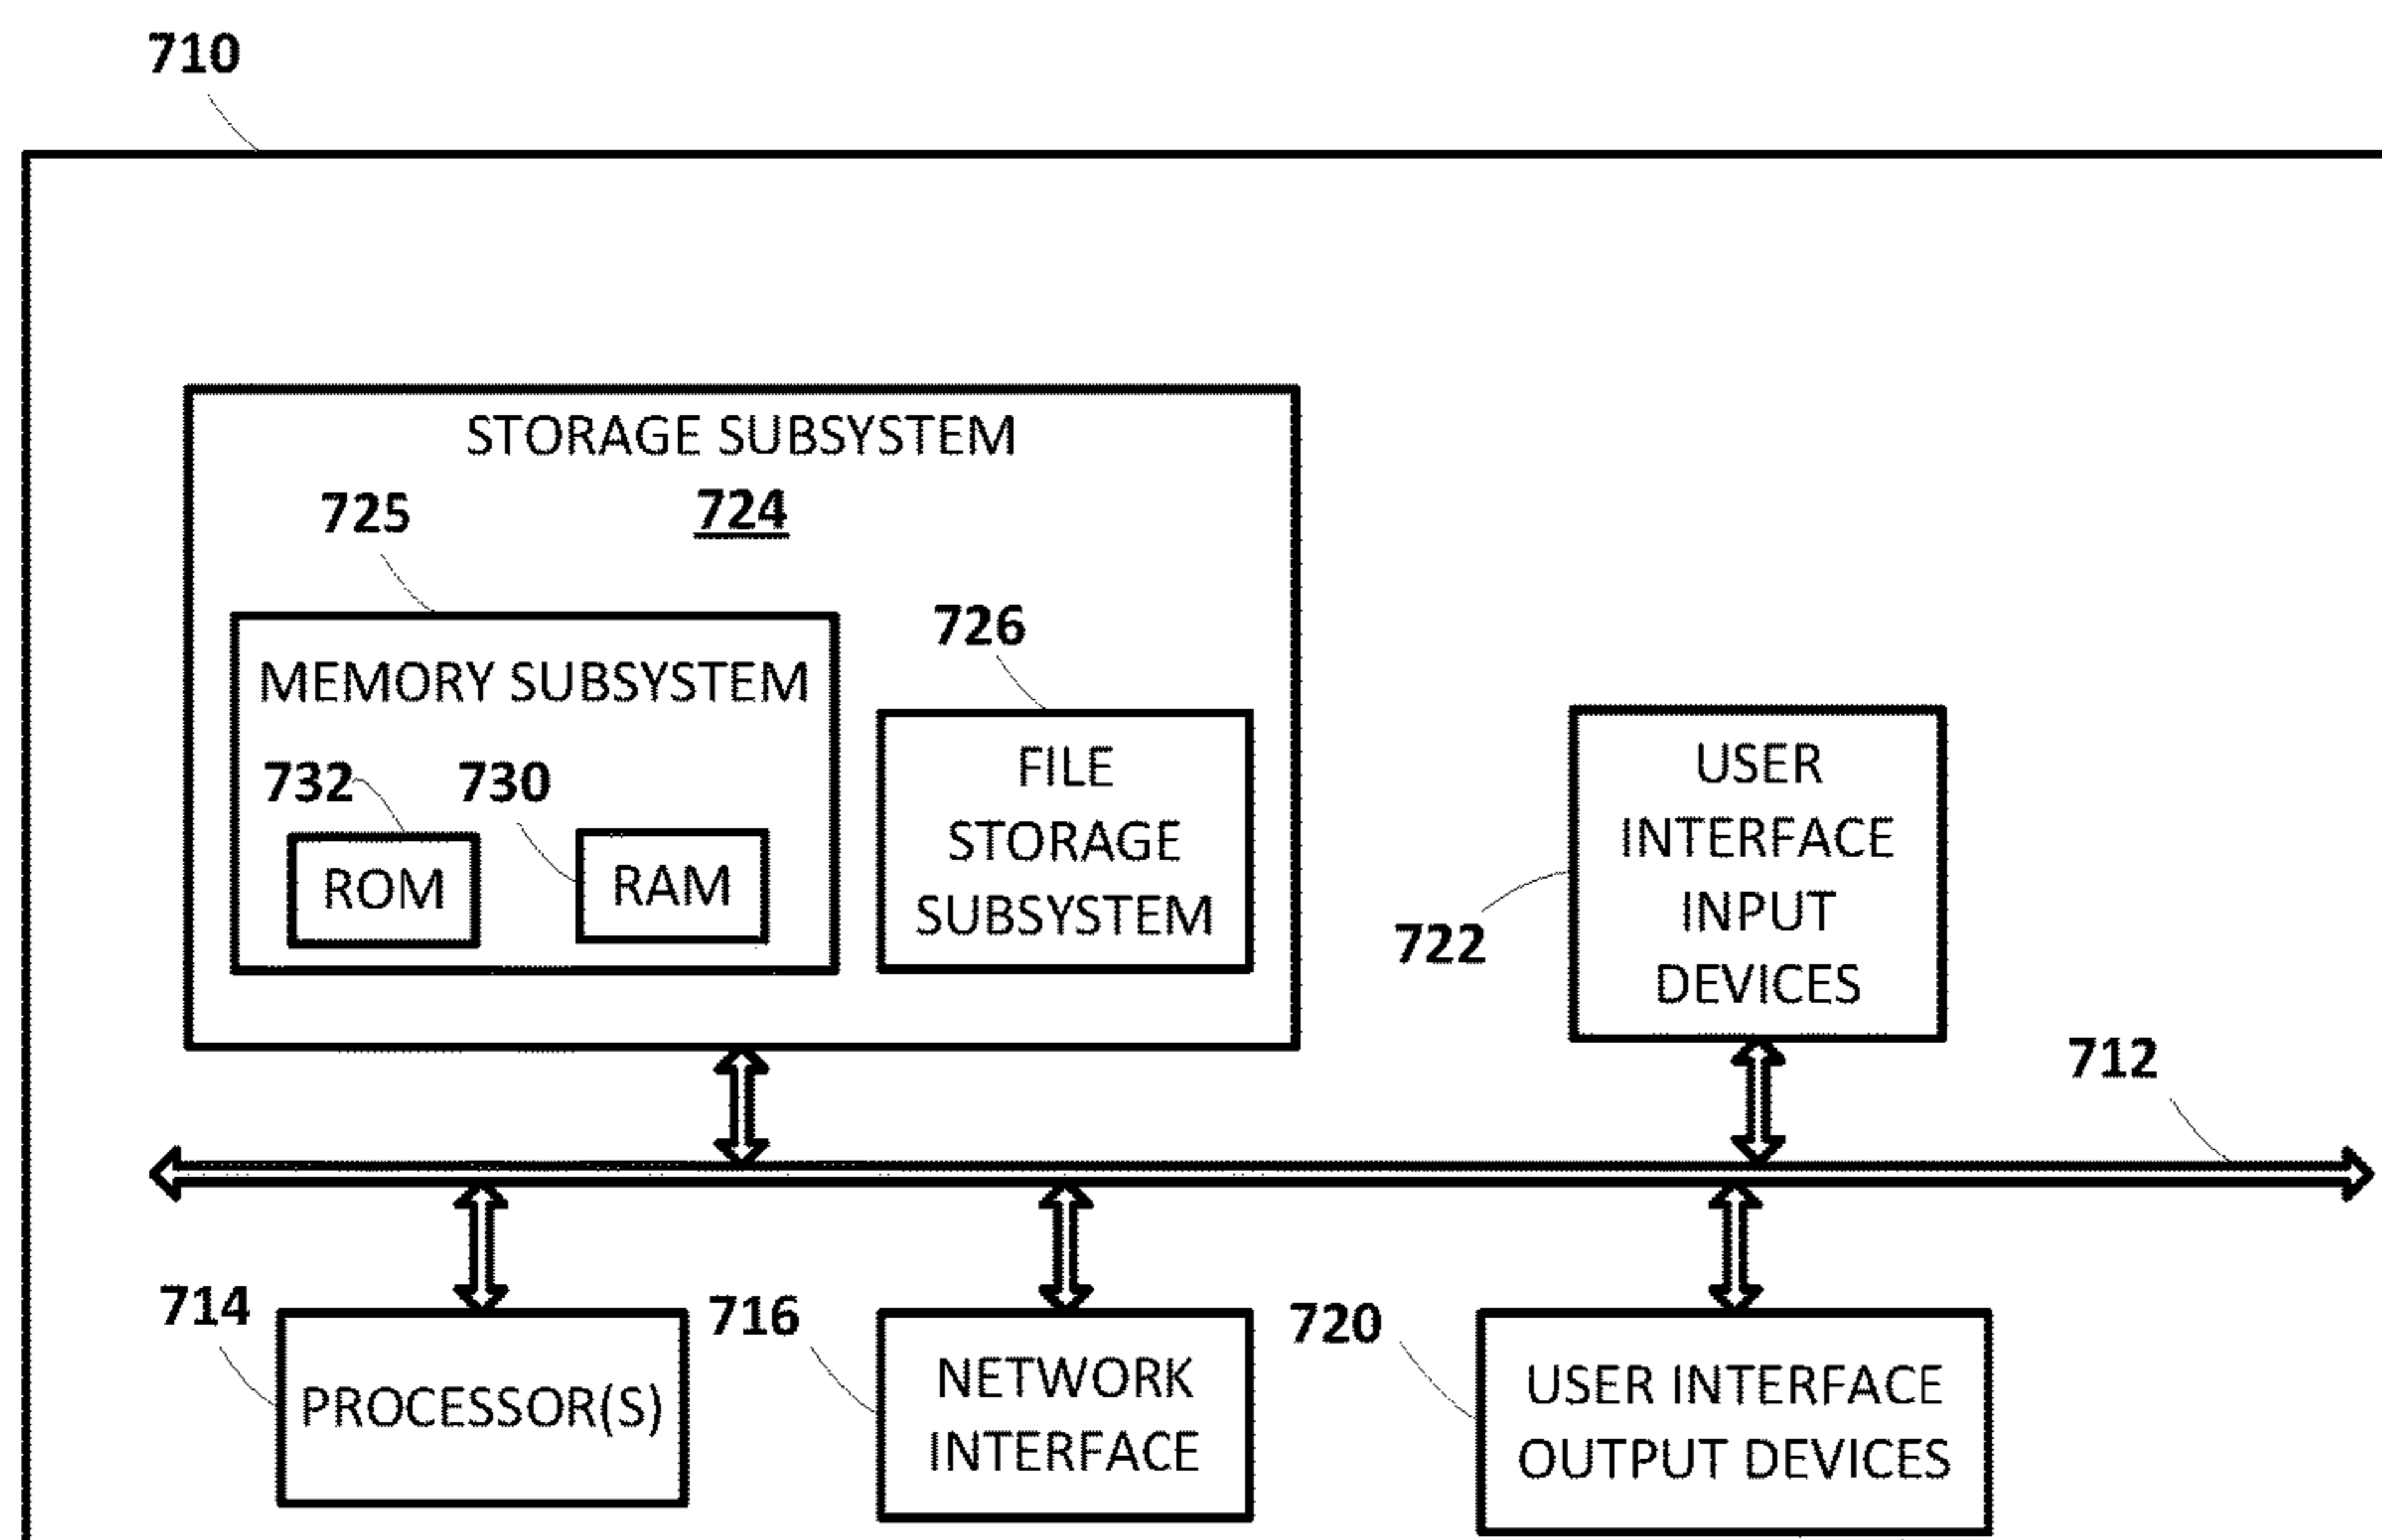 710
STORAGE SUBSYSTEM
724
725
MEMORY SUBSYSTEM
732
730
ROM
RAM
726
FILE
STORAGE
SUBSYSTEM
USER
INTERFACE
INPUT
DEVICES
722
712
714
PROCESSOR(S)
716
NETWORK
INTERFACE
720
USER INTERFACE
OUTPUT DEVICES